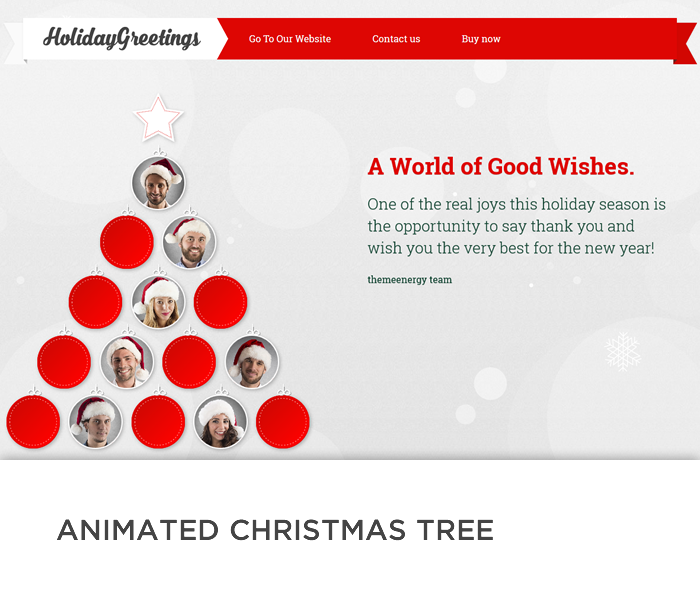 HolidayGreetings
Go To Our Website
Contact us
Buy now
A World of Good Wishes.
One of the real joys this holiday season is
the opportunity to say thank you and
wish you the very best for the new year!
themeenergy team
ANIMATED CHRISTMAS TREE